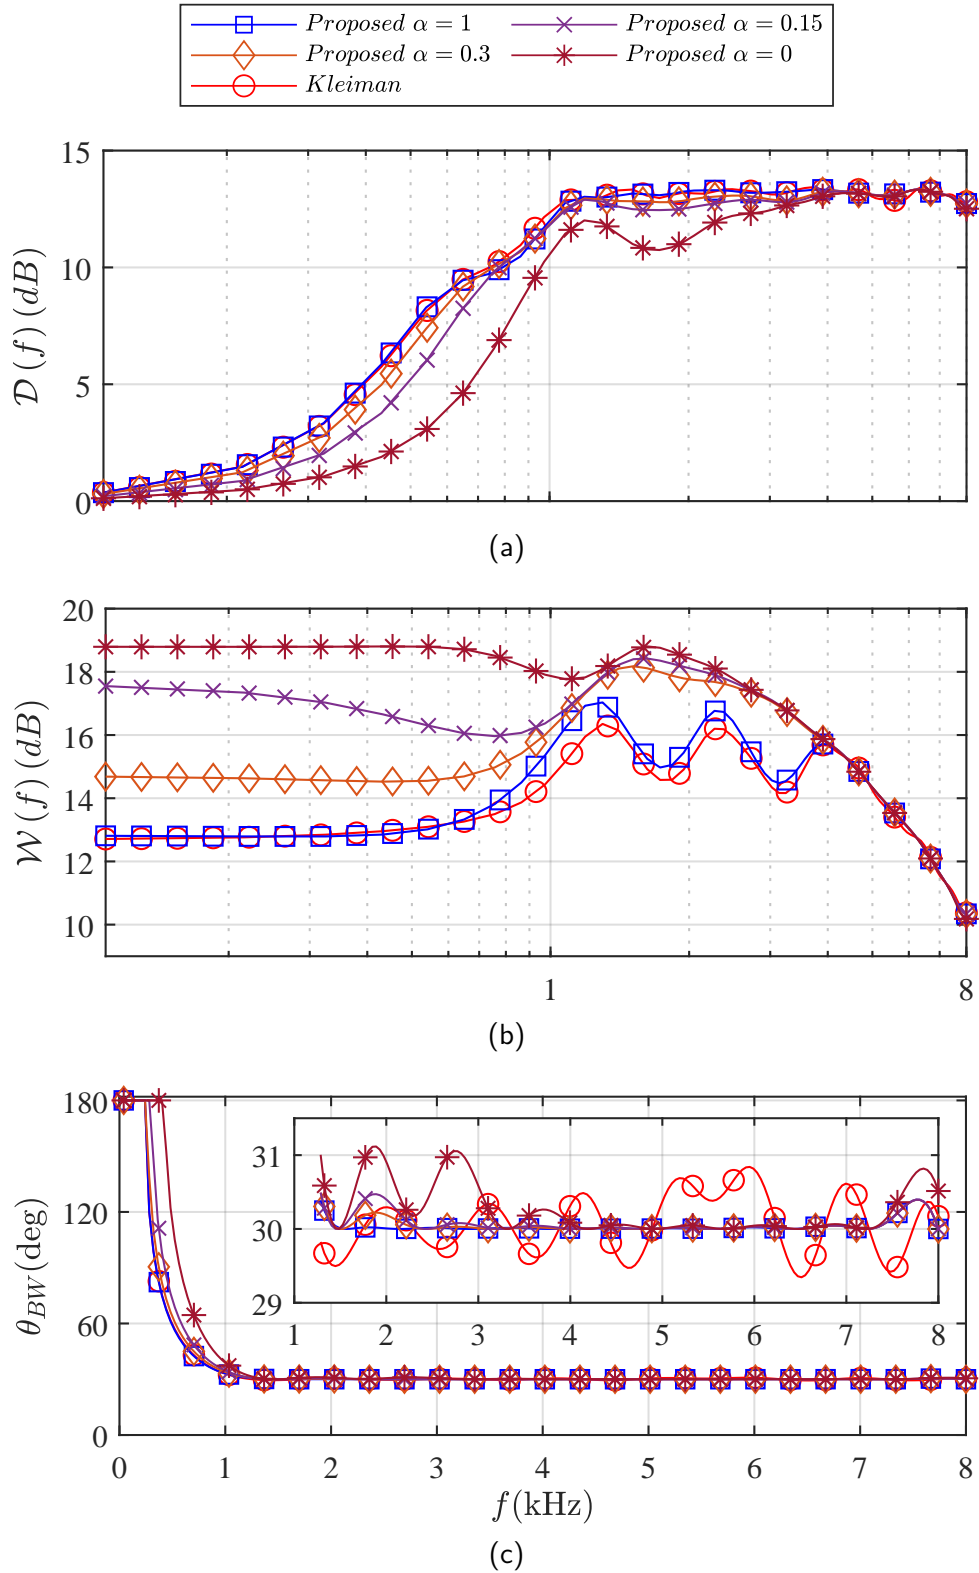 Proposed α = 1
Proposed α = 0.15
Proposed α = 0.3
Proposed α = 0
Kleiman
15
10
5
0
D (f) (dB)
(a)
20
18
16
14
12
10
W (f) (dB)
1
8
(b)
180
120
60
0
θBW(deg)
31
30
29
1 2 3 4 5 6 7 8
0 1 2 3 4 5 6 7 8
f(kHz)
(c)